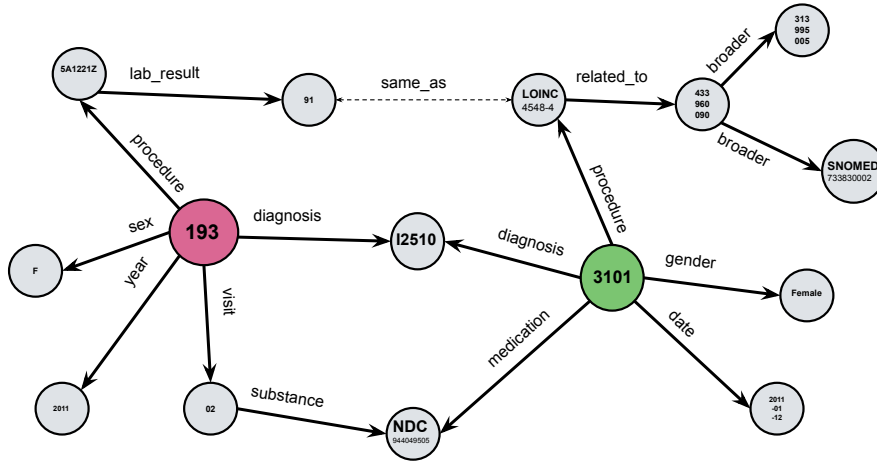 313
995
005
broader
5A1221Z
lab_result
same_as
related_to
LOINC
4548-4
91
433
960
090
broader
SNOMED
733830002
procedure
procedure
sex
193
diagnosis
I2510
diagnosis
3101
gender
F
year
visit
Female
medication
date
2011
02
substance
NDC
944049505
2011
-01
-12